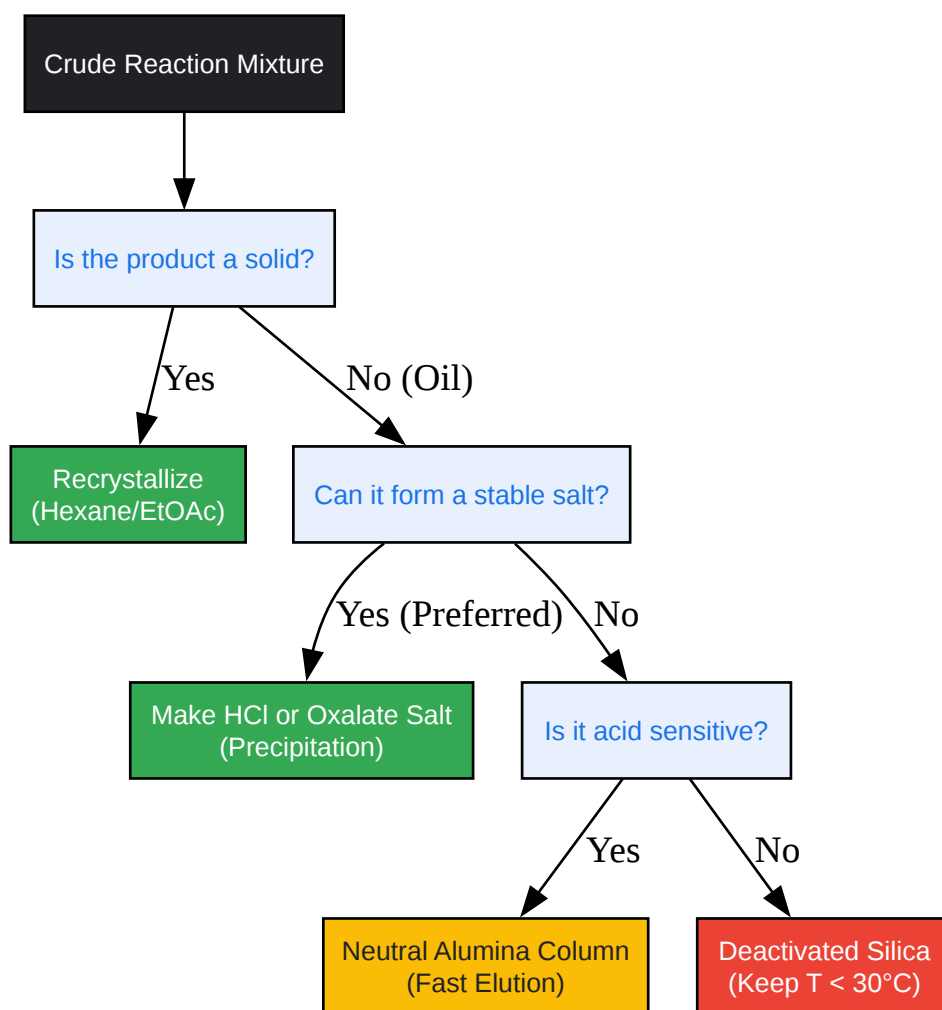 Crude Reaction Mixture
Is the product a solid?
Yes
No (Oil)
Recrystallize
(Hexane/EtOAc)
Can it form a stable salt?
Yes (Preferred)
No
Make HCl or Oxalate Salt
(Precipitation)
Is it acid sensitive?
Yes
No
Neutral Alumina Column
(Fast Elution)
Deactivated Silica
(Keep T < 30°C)